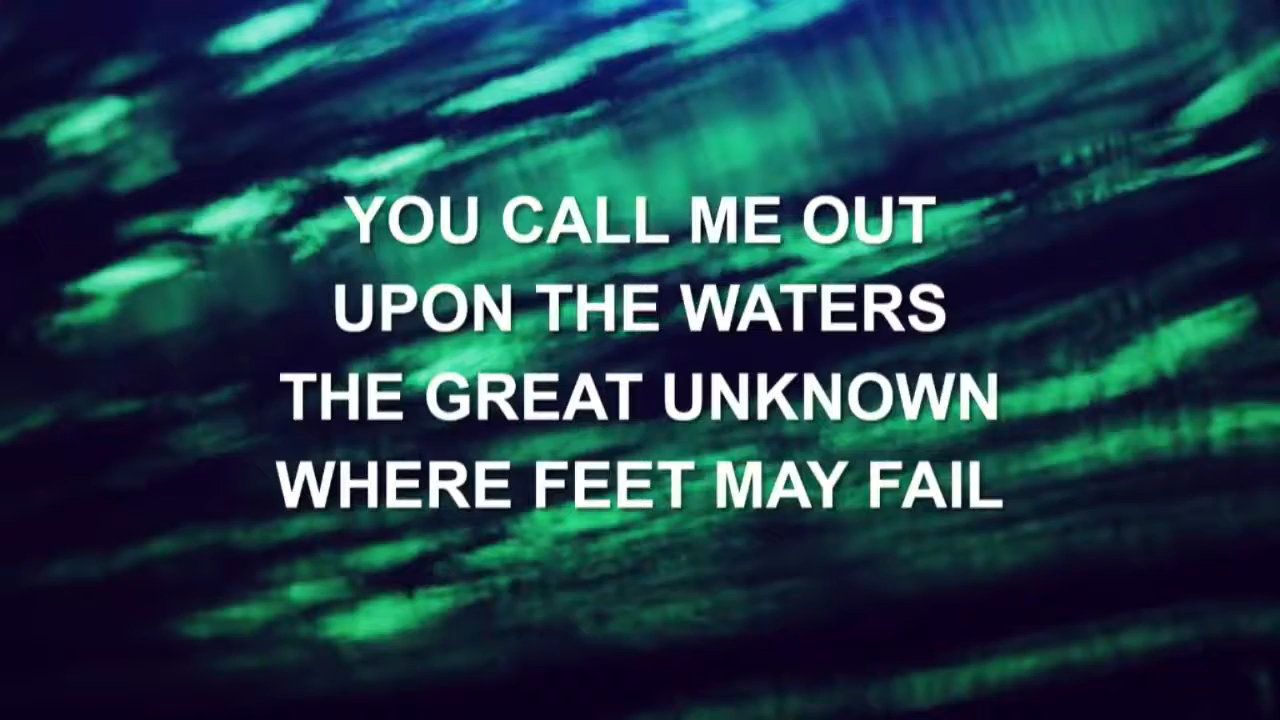 YOU CALL ME OUT
UPON THE WATERS
THE GREAT UNKNOWN
WHERE FEET MAY FAIL